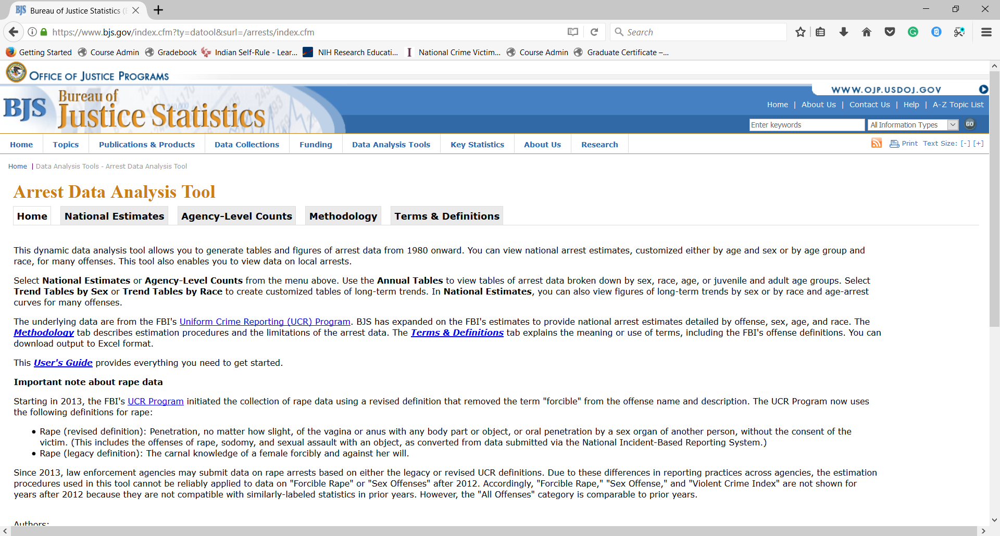 BJS Bureau of Justice Statistics (
https://www.bjs.gov/index.cfm?ty=datool&surl=/arrests/index.cfm
Search
Getting Started Course Admin Gradebook Indian Self-Rule - Lear... NIH Research Educati... National Crime Victim... Course Admin Graduate Certificate –...
OFFICE OF JUSTICE PROGRAMS
WWW.OJP.USDOJ.GOV
BJS Bureau of
Justice Statistics
Home | About Us | Contact Us | Help | A-Z Topic List
Enter keywords All Information Types GO
Home Topics Publications & Products Data Collections Funding Data Analysis Tools Key Statistics About Us Research
Print Text Size: [-] [+]
Home | Data Analysis Tools - Arrest Data Analysis Tool
Arrest Data Analysis Tool
Home National Estimates Agency-Level Counts Methodology Terms & Definitions
This dynamic data analysis tool allows you to generate tables and figures of arrest data from 1980 onward. You can view national arrest estimates, customized either by age and sex or by age group and
race, for many offenses. This tool also enables you to view data on local arrests.
Select National Estimates or Agency-Level Counts from the menu above. Use the Annual Tables to view tables of arrest data broken down by sex, race, age, or juvenile and adult age groups. Select
Trend Tables by Sex or Trend Tables by Race to create customized tables of long-term trends. In National Estimates, you can also view figures of long-term trends by sex or by race and age-arrest
curves for many offenses.
The underlying data are from the FBI's Uniform Crime Reporting (UCR) Program. BJS has expanded on the FBI's estimates to provide national arrest estimates detailed by offense, sex, age, and race. The
Methodology tab describes estimation procedures and the limitations of the arrest data. The Terms & Definitions tab explains the meaning or use of terms, including the FBI's offense definitions. You can
download output to Excel format.
This User's Guide provides everything you need to get started.
Important note about rape data
Starting in 2013, the FBI's UCR Program initiated the collection of rape data using a revised definition that removed the term "forcible" from the offense name and description. The UCR Program now uses
the following definitions for rape:
• Rape (revised definition): Penetration, no matter how slight, of the vagina or anus with any body part or object, or oral penetration by a sex organ of another person, without the consent of the
victim. (This includes the offenses of rape, sodomy, and sexual assault with an object, as converted from data submitted via the National Incident-Based Reporting System.)
• Rape (legacy definition): The carnal knowledge of a female forcibly and against her will.
Since 2013, law enforcement agencies may submit data on rape arrests based on either the legacy or revised UCR definitions. Due to these differences in reporting practices across agencies, the estimation
procedures used in this tool cannot be reliably applied to data on "Forcible Rape" or "Sex Offenses" after 2012. Accordingly, "Forcible Rape," "Sex Offense," and "Violent Crime Index" are not shown for
years after 2012 because they are not compatible with similarly-labeled statistics in prior years. However, the "All Offenses" category is comparable to prior years.
Authors: